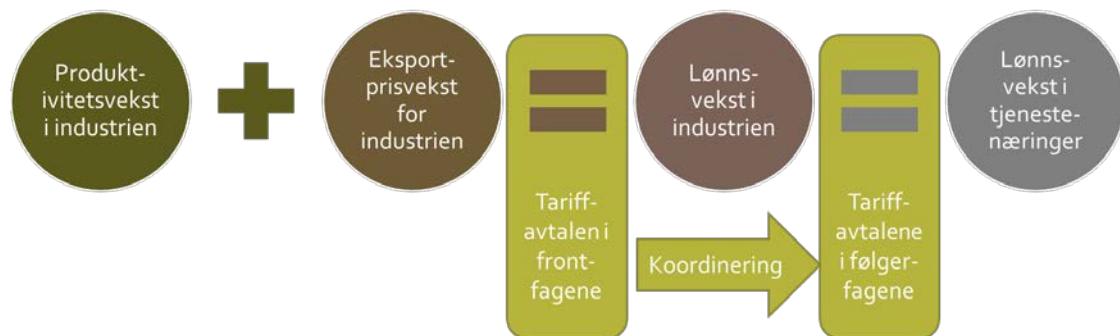 Produkt-
ivitetsvekst
i industrien
Eksport-
prisvekst
for
industrien
Tariff-
avtalen i
front-
fagene
Lønns-
vekst i
industrien
Koordinering
Tariff-
avtalene
i følger-
fagene
Lønns-
vekst i
tjeneste-
næringer